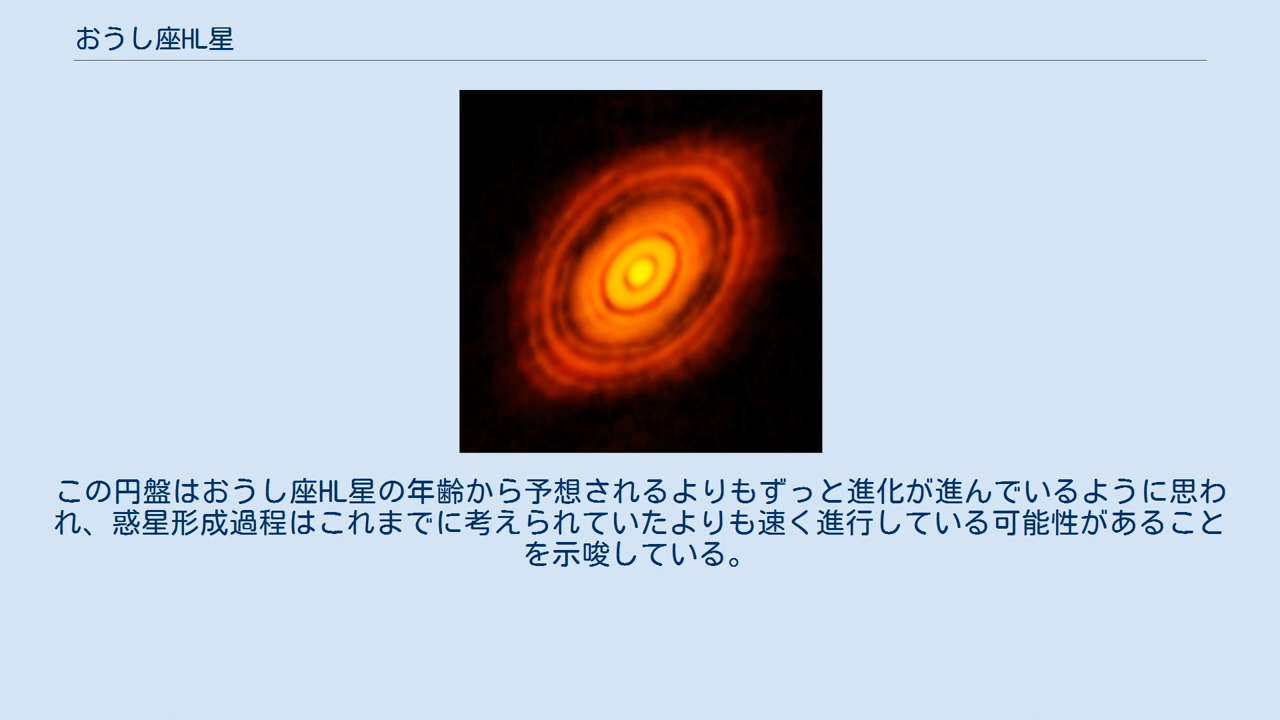 おうし座HL星
この円盤はおうし座HL星の年齢から予想されるよりもずっと進化が進んでいるように思わ
れ、惑星形成過程はこれまでに考えられていたよりも速く進行している可能性があること
を示唆している。